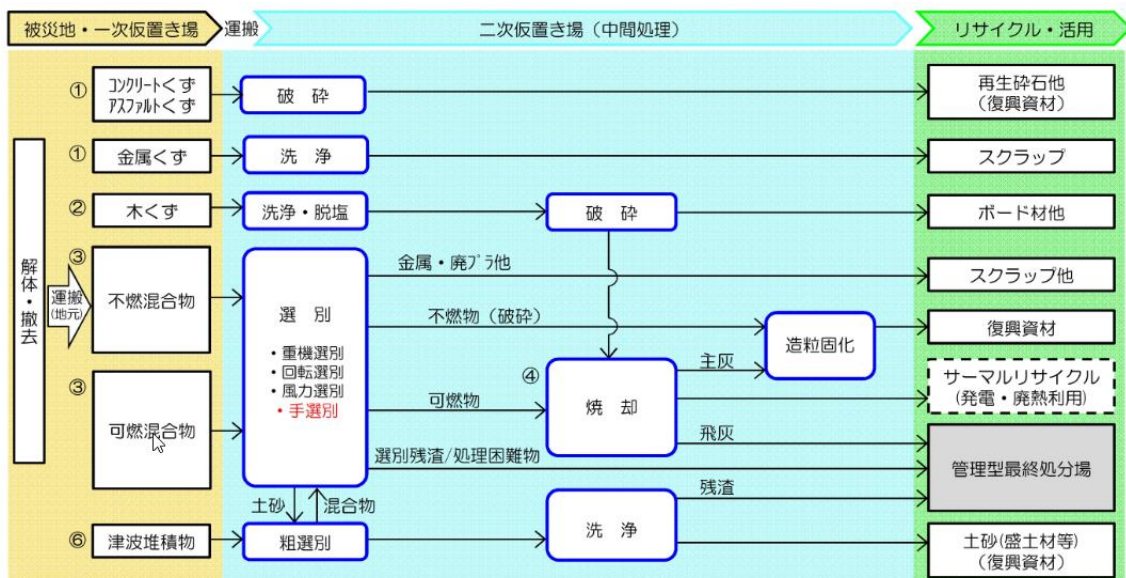 被災地・一次仮置き場
運搬
二次仮置き場（中間処理）
リサイクル・活用
①
コンクリートくず
アスファルトくず
破 砕
再生砕石他
（復興資材）
①
金属くず
洗 浄
スクラップ
②
木くず
洗浄・脱塩
破 砕
ボード材他
解体・撤去
運搬
(地元)
③
不燃混合物
選 別
・重機選別
・回転選別
・風力選別
・手選別
金属・廃プラ他
スクラップ他
不燃物（破砕）
造粒固化
復興資材
③
可燃混合物
可燃物
④
焼 却
主灰
サーマルリサイクル
(発電・廃熱利用)
飛灰
選別残渣/処理困難物
管理型最終処分場
土砂
混合物
残渣
⑥
津波堆積物
粗選別
洗 浄
土砂(盛土材等)
（復興資材）